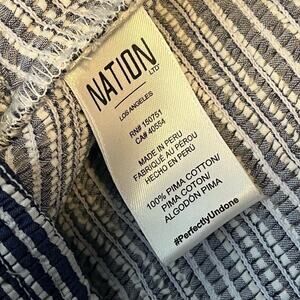 NATION
LTD
LOS ANGELES
RN# 150751
CA# 40554
MADE IN PERU
FABRIQUÉ AU PÉROU
HECHO EN PERÚ
100% PIMA COTTON/
PIMA COTON/
ALGODÓN PIMA
#PerfectlyUndone